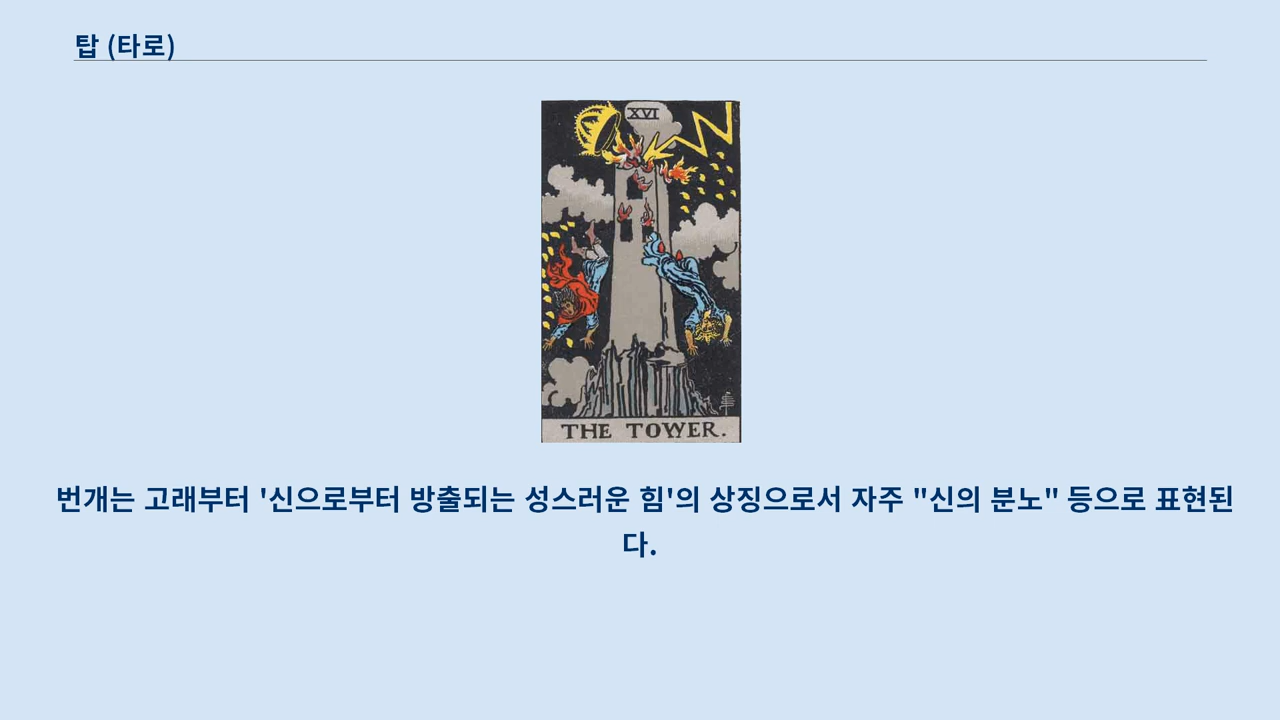 탑 (타로)
XVI
THE TOWER.
번개는 고래부터 '신으로부터 방출되는 성스러운 힘'의 상징으로서 자주 "신의 분노" 등으로 표현된
다.